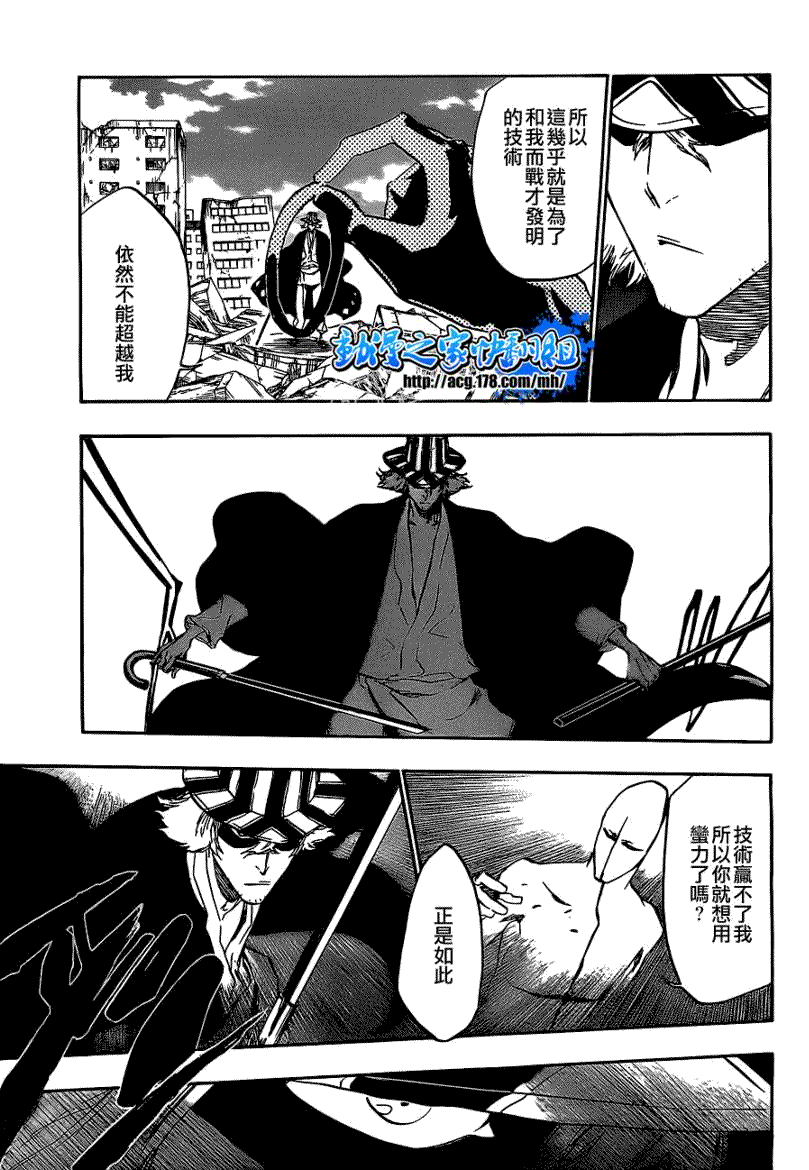 所以
這幾乎就是為了
和我而戰才發明
的技術
依然不能超越我
動漫之家快刊組
http://acg.178.com/mh/
技術贏不了我
所以你就想用
蠻力了嗎?
正是如此